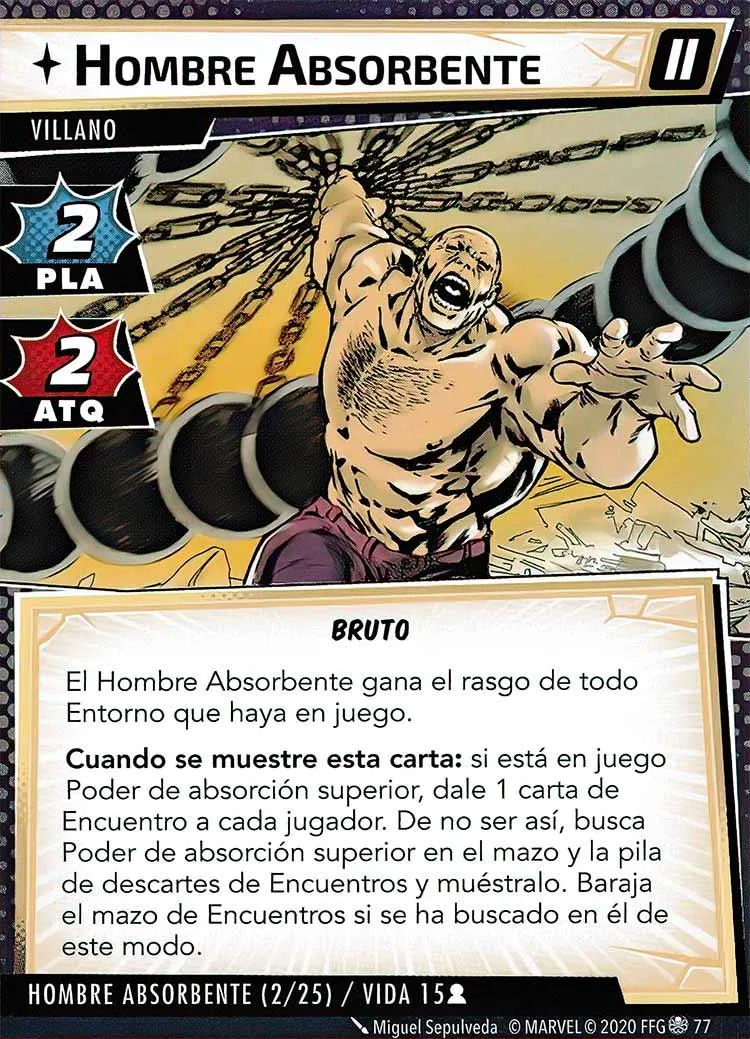 HOMBRE ABSORBENTE
II
VILLANO
2
PLA
2
ATQ
BRUTO
El Hombre Absorbente gana el rasgo de todo
Entorno que haya en juego.
Cuando se muestre esta carta: si está en juego
Poder de absorción superior, dale 1 carta de
Encuentro a cada jugador. De no ser así, busca
Poder de absorción superior en el mazo y la pila
de descartes de Encuentros y muéstralo. Baraja
el mazo de Encuentros si se ha buscado en él de
este modo.
HOMBRE ABSORBENTE (2/25) / VIDA 15
Miguel Sepulveda © MARVEL © 2020 FFG 77